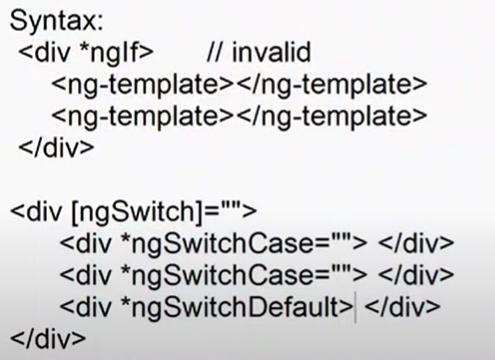 Syntax:
<div *ngIf> // invalid
<ng-template></ng-template>
<ng-template></ng-template>
</div>
<div [ngSwitch]="">
<div *ngSwitchCase=""> </div>
<div *ngSwitchCase=""> </div>
<div *ngSwitchDefault> </div>
</div>